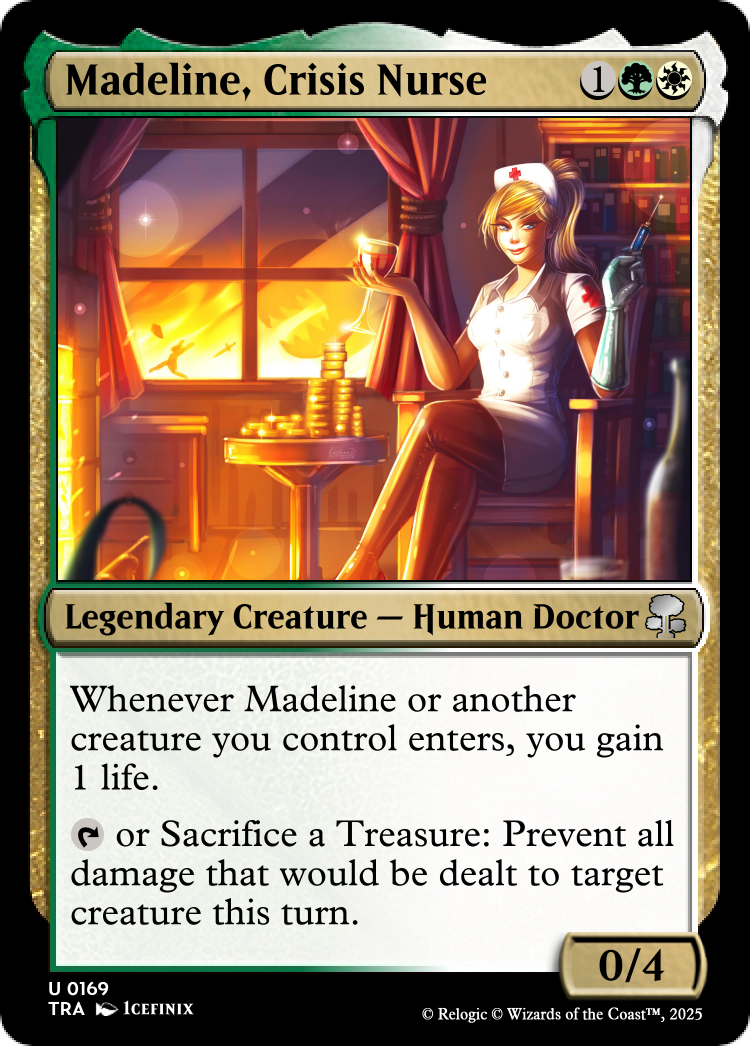 Madeline, Crisis Nurse 1
Legendary Creature — Human Doctor
Whenever Madeline or another
creature you control enters, you gain
1 life.
or Sacrifice a Treasure: Prevent all
damage that would be dealt to target
creature this turn.
0/4
U 0169
TRA Icefinix
© Relogic © Wizards of the Coast™, 2025